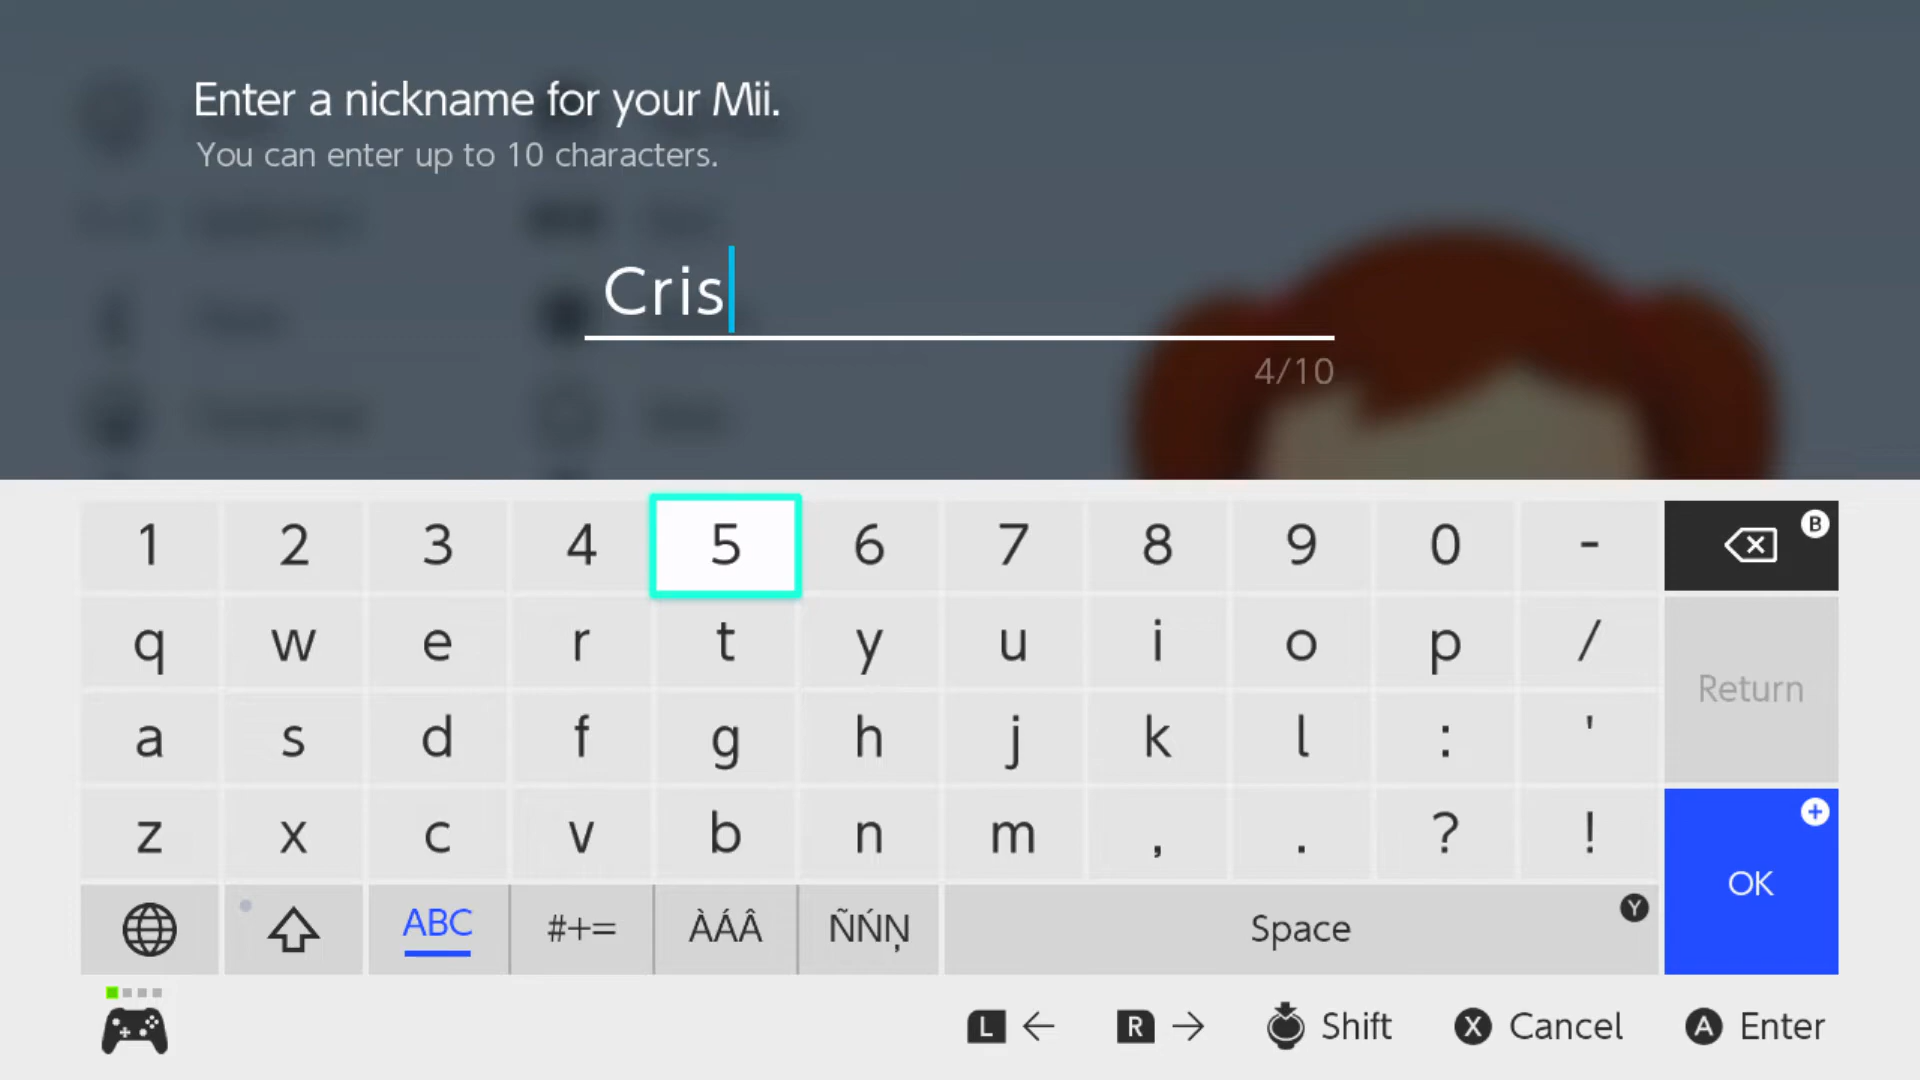 Enter a nickname for your Mii.
You can enter up to 10 characters.
Cris
4/10
1 2 3 4 5 6 7 8 9 0 - B
q w e r t y u i o p /
Return
a s d f g h j k l : '
z x c v b n m , . ? ! +
OK
ABC #+= ÀÁÂ ÑŃŅ Space Y
L ← R → Shift X Cancel A Enter